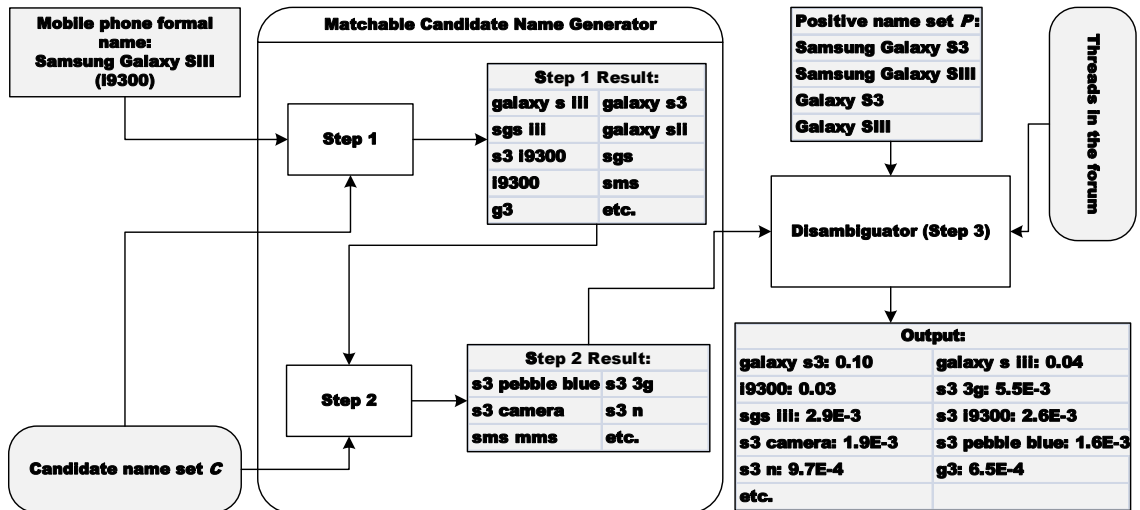 Mobile phone formal
name:
Samsung Galaxy SIII
(I9300)
Matchable Candidate Name Generator
Step 1
Step 1 Result:
galaxy s iii galaxy s3
sgs iii galaxy sii
s3 i9300 sgs
i9300 sms
g3 etc.
Step 2
Step 2 Result:
s3 pebble blue s3 3g
s3 camera s3 n
sms mms etc.
Candidate name set C
Positive name set P:
Samsung Galaxy S3
Samsung Galaxy SIII
Galaxy S3
Galaxy SIII
Threads in the forum
Disambiguator (Step 3)
Output:
galaxy s3: 0.10 galaxy s iii: 0.04
i9300: 0.03 s3 3g: 5.5E-3
sgs iii: 2.9E-3 s3 i9300: 2.6E-3
s3 camera: 1.9E-3 s3 pebble blue: 1.6E-3
s3 n: 9.7E-4 g3: 6.5E-4
etc.